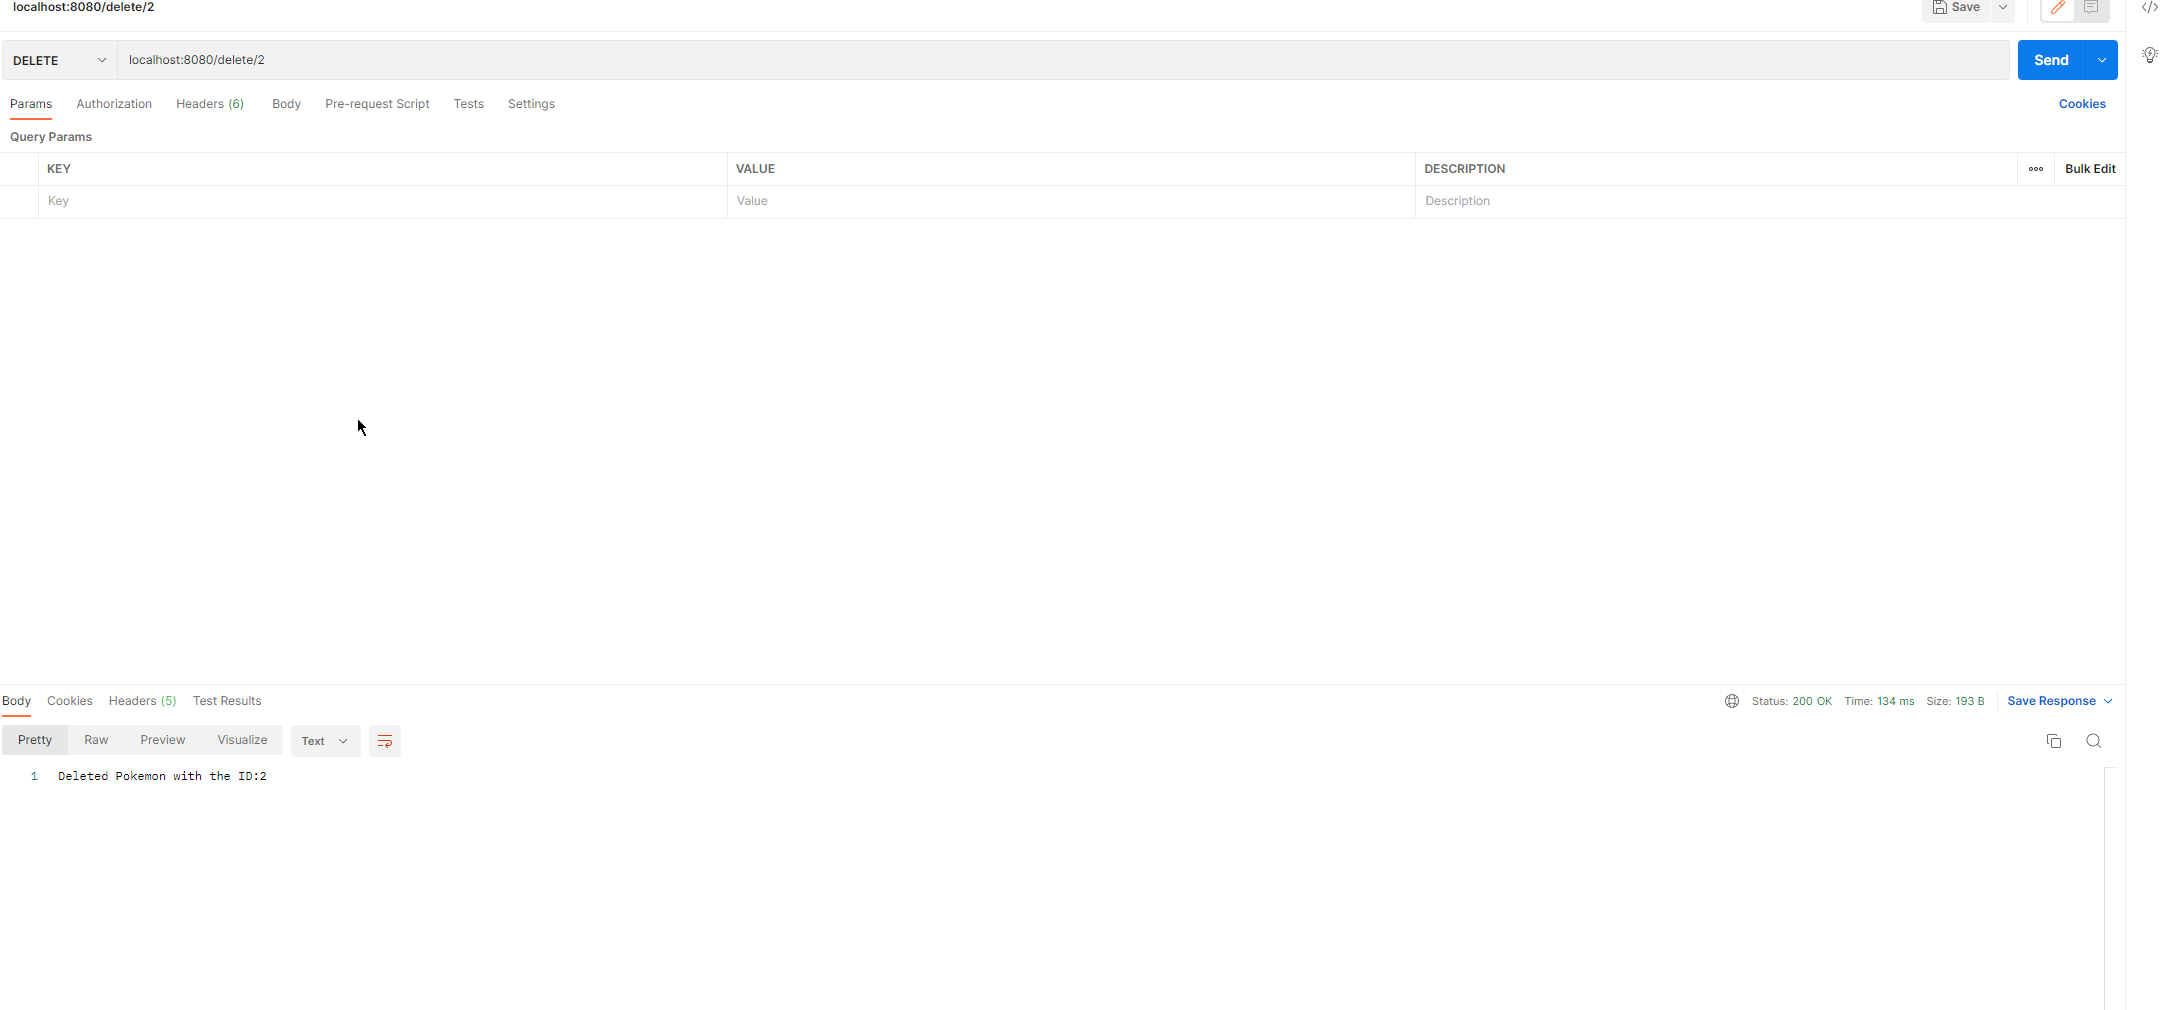 localhost:8080/delete/2
Save
DELETE
localhost:8080/delete/2
Send
Params Authorization Headers (6) Body Pre-request Script Tests Settings Cookies
Query Params
KEY VALUE DESCRIPTION ooo Bulk Edit
Key Value Description
Body Cookies Headers (5) Test Results Status: 200 OK Time: 134 ms Size: 193 B Save Response
Pretty Raw Preview Visualize Text
1 Deleted Pokemon with the ID:2